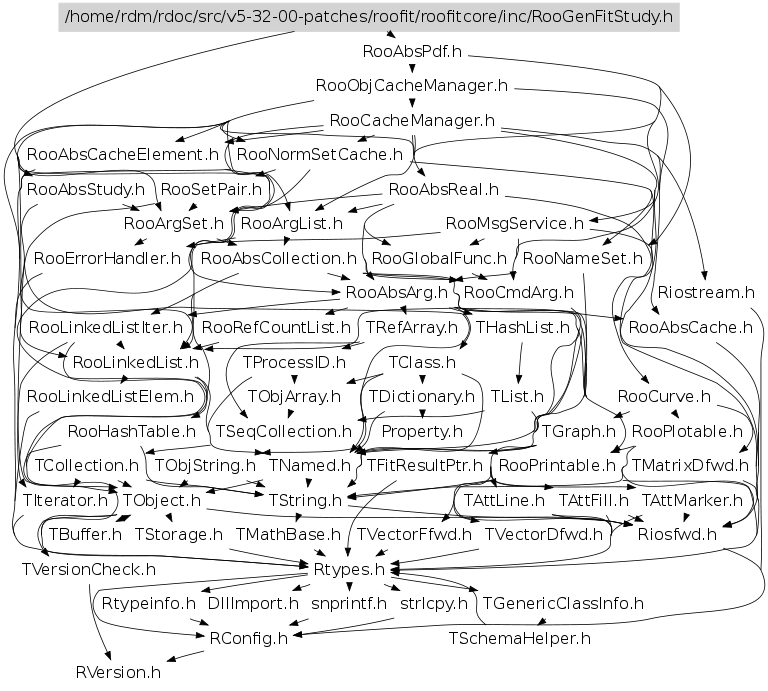 /home/rdm/rdoc/src/v5-32-00-patches/roofit/roofitcore/inc/RooGenFitStudy.h
RooAbsPdf.h
RooObjCacheManager.h
RooCacheManager.h
RooAbsCacheElement.h RooNormSetCache.h
RooAbsStudy.h RooSetPair.h RooAbsReal.h
RooArgSet.h RooArgList.h RooMsgService.h
RooErrorHandler.h RooAbsCollection.h RooGlobalFunc.h RooNameSet.h
RooAbsArg.h RooCmdArg.h Riostream.h
RooLinkedListIter.h RooRefCountList.h TRefArray.h THashList.h RooAbsCache.h
RooLinkedList.h TProcessID.h TClass.h
RooLinkedListElem.h TObjArray.h TDictionary.h TList.h RooCurve.h
RooHashTable.h TSeqCollection.h Property.h TGraph.h RooPlotable.h
TCollection.h TObjString.h TNamed.h TFitResultPtr.h RooPrintable.h TMatrixDfwd.h
TIterator.h TObject.h TString.h TAttLine.h TAttFill.h TAttMarker.h
TBuffer.h TStorage.h TMathBase.h TVectorFfwd.h TVectorDfwd.h Riosfwd.h
TVersionCheck.h Rtypes.h
Rtypeinfo.h DllImport.h snprintf.h strlcpy.h TGenericClassInfo.h
RConfig.h TSchemaHelper.h
RVersion.h